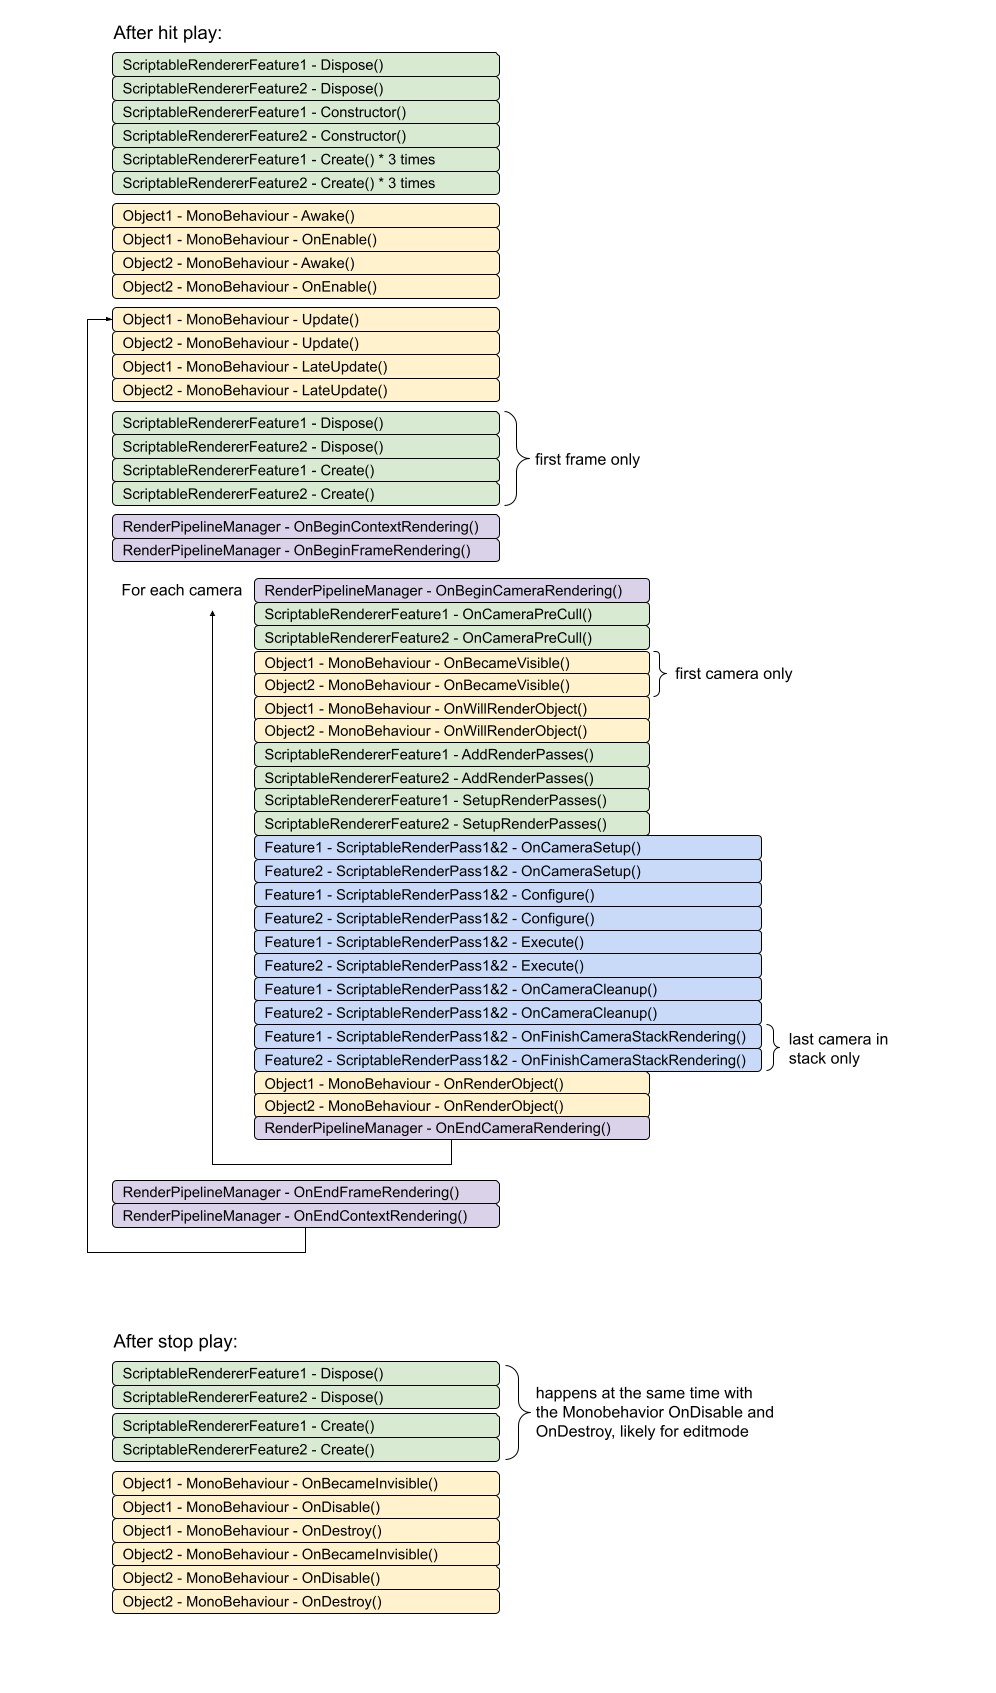 After hit play:
ScriptableRendererFeature1 - Dispose()
ScriptableRendererFeature2 - Dispose()
ScriptableRendererFeature1 - Constructor()
ScriptableRendererFeature2 - Constructor()
ScriptableRendererFeature1 - Create() * 3 times
ScriptableRendererFeature2 - Create() * 3 times
Object1 - MonoBehaviour - Awake()
Object1 - MonoBehaviour - OnEnable()
Object2 - MonoBehaviour - Awake()
Object2 - MonoBehaviour - OnEnable()
Object1 - MonoBehaviour - Update()
Object2 - MonoBehaviour - Update()
Object1 - MonoBehaviour - LateUpdate()
Object2 - MonoBehaviour - LateUpdate()
ScriptableRendererFeature1 - Dispose()
ScriptableRendererFeature2 - Dispose()
ScriptableRendererFeature1 - Create()
ScriptableRendererFeature2 - Create()
first frame only
RenderPipelineManager - OnBeginContextRendering()
RenderPipelineManager - OnBeginFrameRendering()
For each camera
RenderPipelineManager - OnBeginCameraRendering()
ScriptableRendererFeature1 - OnCameraPreCull()
ScriptableRendererFeature2 - OnCameraPreCull()
Object1 - MonoBehaviour - OnBecameVisible()
Object2 - MonoBehaviour - OnBecameVisible()
first camera only
Object1 - MonoBehaviour - OnWillRenderObject()
Object2 - MonoBehaviour - OnWillRenderObject()
ScriptableRendererFeature1 - AddRenderPasses()
ScriptableRendererFeature2 - AddRenderPasses()
ScriptableRendererFeature1 - SetupRenderPasses()
ScriptableRendererFeature2 - SetupRenderPasses()
Feature1 - ScriptableRenderPass1&2 - OnCameraSetup()
Feature2 - ScriptableRenderPass1&2 - OnCameraSetup()
Feature1 - ScriptableRenderPass1&2 - Configure()
Feature2 - ScriptableRenderPass1&2 - Configure()
Feature1 - ScriptableRenderPass1&2 - Execute()
Feature2 - ScriptableRenderPass1&2 - Execute()
Feature1 - ScriptableRenderPass1&2 - OnCameraCleanup()
Feature2 - ScriptableRenderPass1&2 - OnCameraCleanup()
Feature1 - ScriptableRenderPass1&2 - OnFinishCameraStackRendering()
Feature2 - ScriptableRenderPass1&2 - OnFinishCameraStackRendering()
last camera in
stack only
Object1 - MonoBehaviour - OnRenderObject()
Object2 - MonoBehaviour - OnRenderObject()
RenderPipelineManager - OnEndCameraRendering()
RenderPipelineManager - OnEndFrameRendering()
RenderPipelineManager - OnEndContextRendering()
After stop play:
ScriptableRendererFeature1 - Dispose()
ScriptableRendererFeature2 - Dispose()
ScriptableRendererFeature1 - Create()
ScriptableRendererFeature2 - Create()
happens at the same time with
the Monobehavior OnDisable and
OnDestroy, likely for editmode
Object1 - MonoBehaviour - OnBecameInvisible()
Object1 - MonoBehaviour - OnDisable()
Object1 - MonoBehaviour - OnDestroy()
Object2 - MonoBehaviour - OnBecameInvisible()
Object2 - MonoBehaviour - OnDisable()
Object2 - MonoBehaviour - OnDestroy()